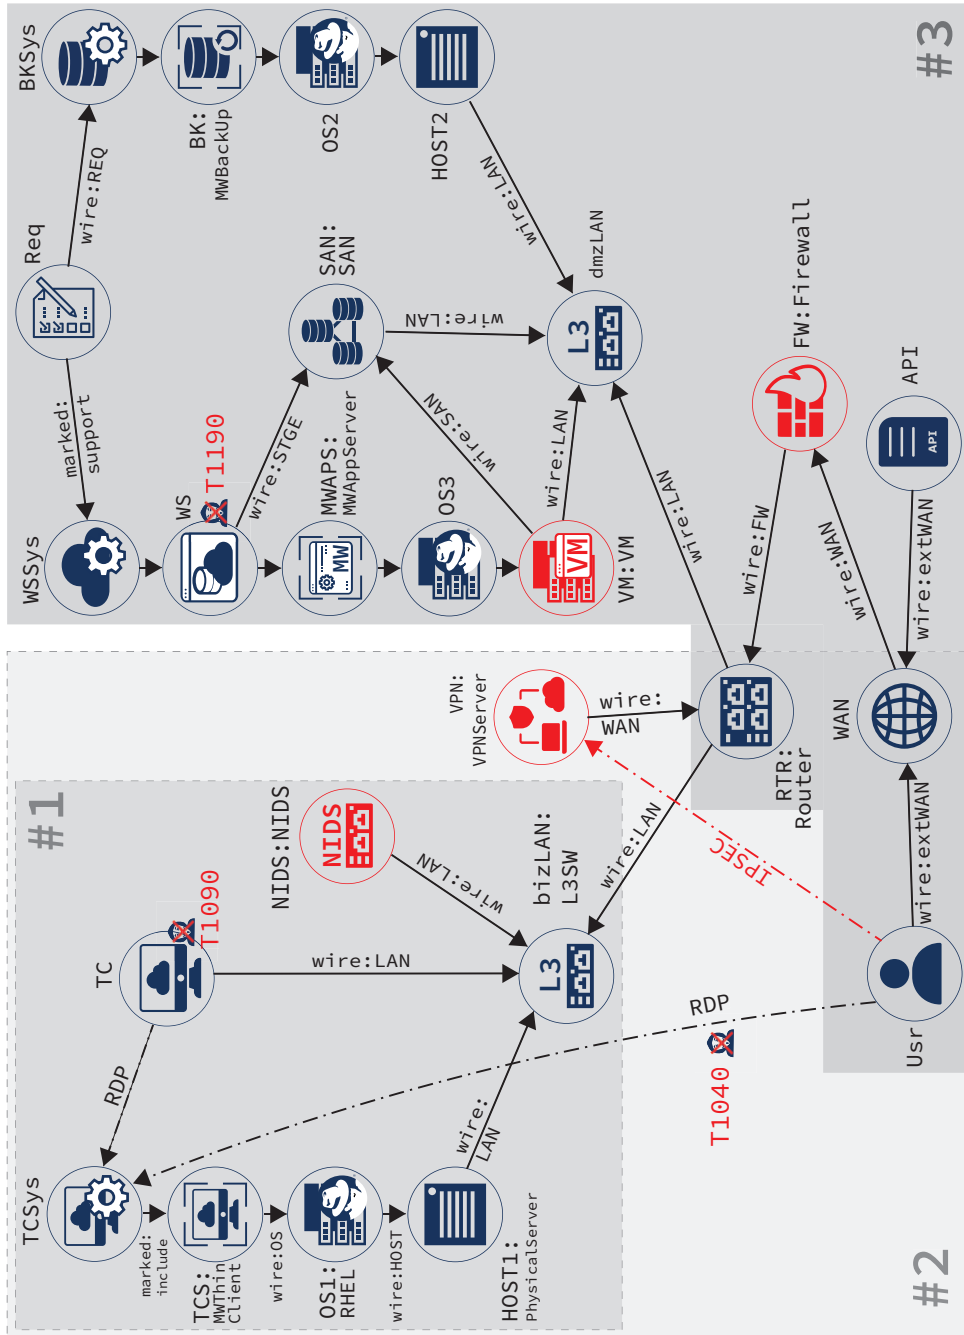 #1
TCSys
marked:
include
TCS:
MWThin
Client
wire:OS
OS1:
RHEL
wire:HOST
HOST1:
PhysicalServer
wire:
LAN
RDP
TC
T1090
wire:LAN
NIDS:NIDS
NIDS
wire:LAN
bizLAN:
L3SW
L3
#2
RDP
T1040
Usr
IPSEC
wire:extWAN
VPN:
VPNServer
wire:
WAN
wire:LAN
RTR:
Router
WAN
#3
WSSys
marked:
support
Req
wire:REQ
BKSys
WS
T1190
wire:STGE
BK:
MWBackUp
MWAPS:
MWAppServer
MW
SAN:
SAN
OS2
OS3
wire:SAN
wire:LAN
HOST2
wire:LAN
VM
VM:VM
wire:LAN
L3
dmzLAN
wire:LAN
wire:FW
FW:Firewall
wire:WAN
wire:extWAN
API
API